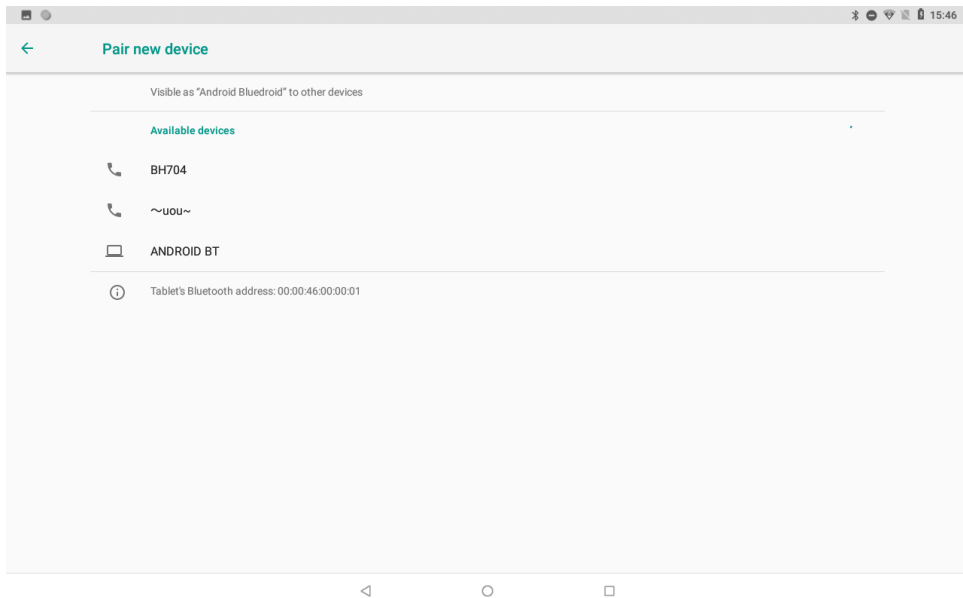 15:46
Pair new device
Visible as “Android Bluedroid” to other devices
Available devices
BH704
～uou~
ANDROID BT
Tablet's Bluetooth address: 00:00:46:00:00:01